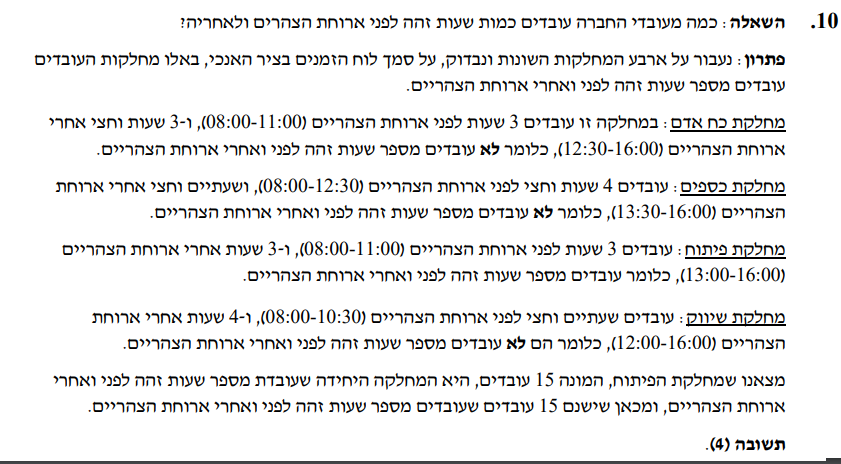 10. השאלה: כמה מעובדי החברה עובדים כמות שעות זהה לפני ארוחת הצהרים ולאחריה?
פתרון: נעבור על ארבע המחלקות השונות ונבדוק, על סמך לוח הזמנים בציר האנכי, באלו מחלקות העובדים
עובדים מספר שעות זהה לפני ואחרי ארוחת הצהריים.
מחלקת כח אדם: במחלקה זו עובדים 3 שעות לפני ארוחת הצהריים (08:00-11:00), ו-3 שעות וחצי אחרי
ארוחת הצהריים (12:30-16:00), כלומר לא עובדים מספר שעות זהה לפני ואחרי ארוחת הצהריים.
מחלקת כספים: עובדים 4 שעות וחצי לפני ארוחת הצהריים (08:00-12:30), ושעתיים וחצי אחרי ארוחת
הצהריים (13:30-16:00), כלומר לא עובדים מספר שעות זהה לפני ואחרי ארוחת הצהריים.
מחלקת פיתוח: עובדים 3 שעות לפני ארוחת הצהריים (08:00-11:00), ו-3 שעות אחרי ארוחת הצהריים
(13:00-16:00), כלומר עובדים מספר שעות זהה לפני ואחרי ארוחת הצהריים.
מחלקת שיווק: עובדים שעתיים וחצי לפני ארוחת הצהריים (08:00-10:30), ו-4 שעות אחרי ארוחת
הצהריים (12:00-16:00), כלומר הם לא עובדים מספר שעות זהה לפני ואחרי ארוחת הצהריים.
מצאנו שמחלקת הפיתוח, המונה 15 עובדים, היא המחלקה היחידה שעובדת מספר שעות זהה לפני ואחרי
ארוחת הצהריים, ומכאן שישנם 15 עובדים שעובדים מספר שעות זהה לפני ואחרי ארוחת הצהריים.
תשובה (4).